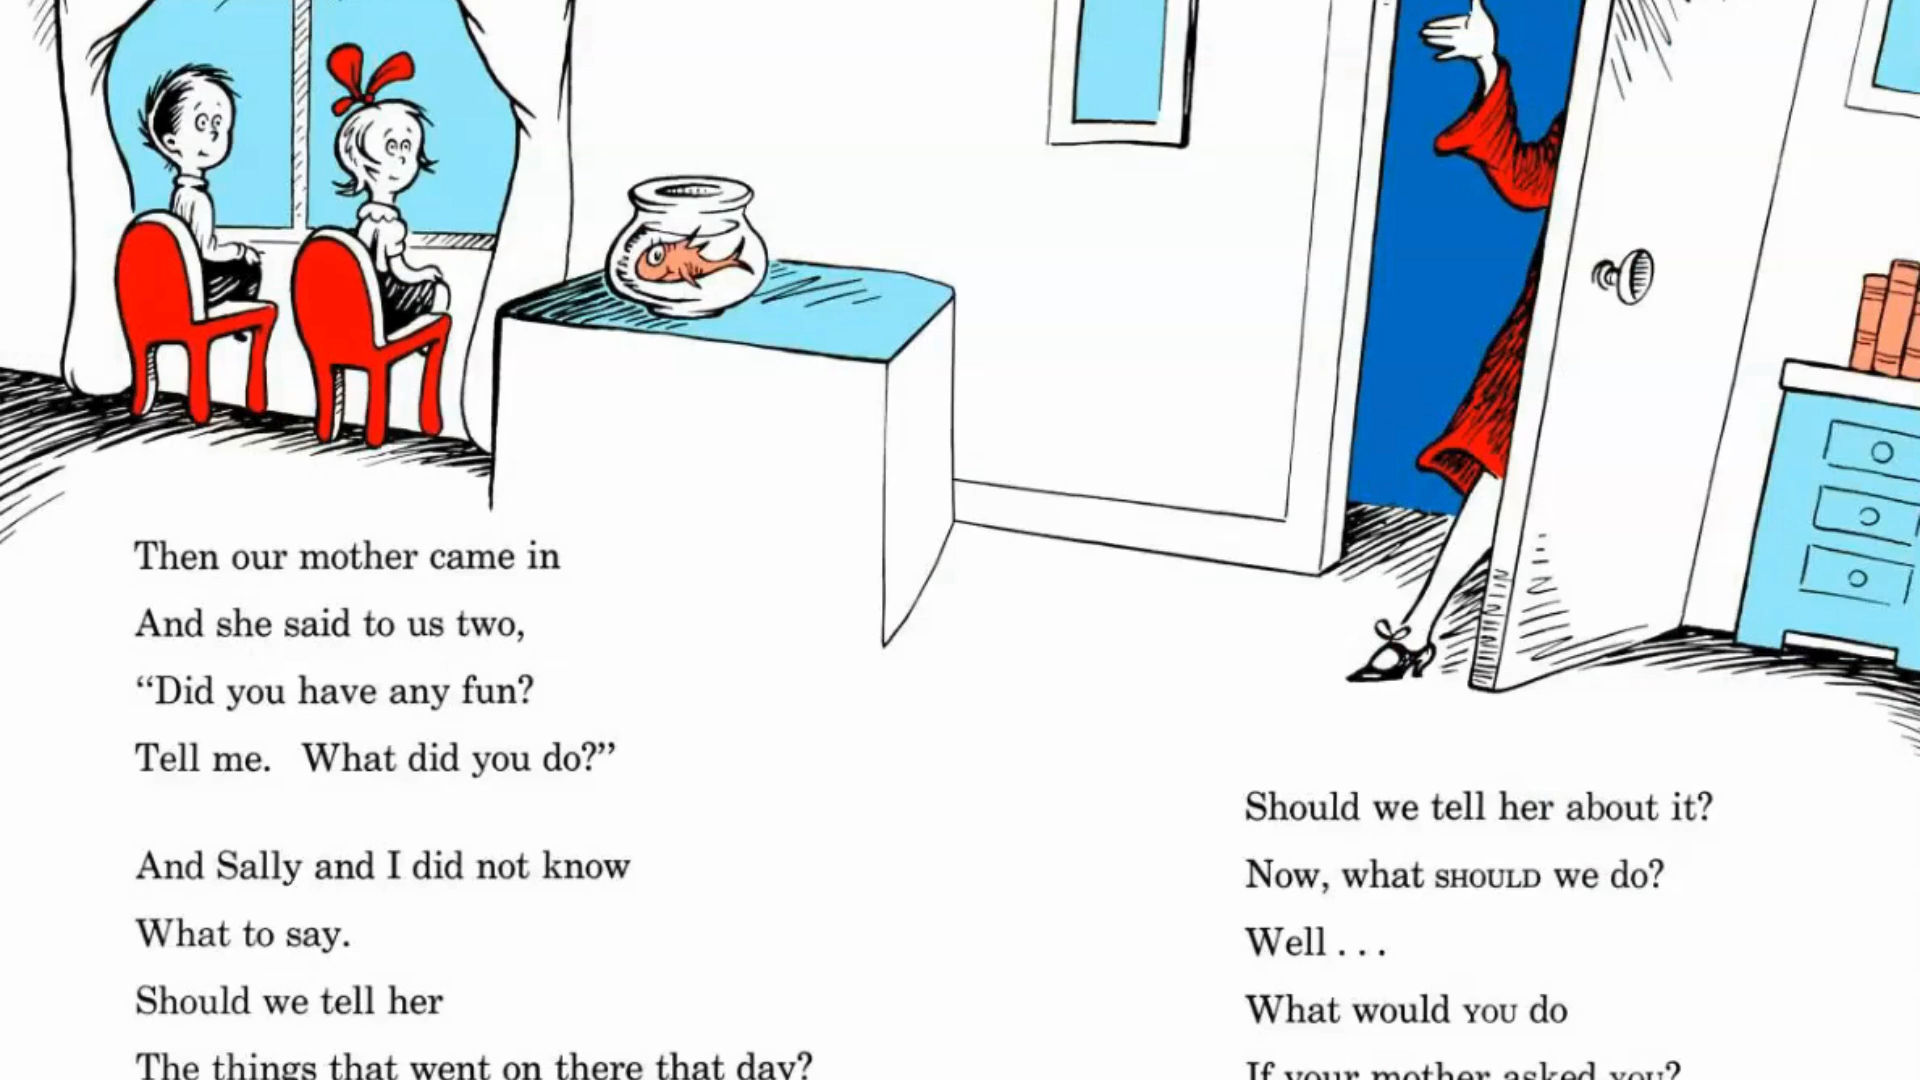 Then our mother came in
And she said to us two,
“Did you have any fun?
Tell me. What did you do?”
And Sally and I did not know
What to say.
Should we tell her
The things that went on there that day?
Should we tell her about it?
Now, what SHOULD we do?
Well . . .
What would YOU do
If your mother asked YOU?